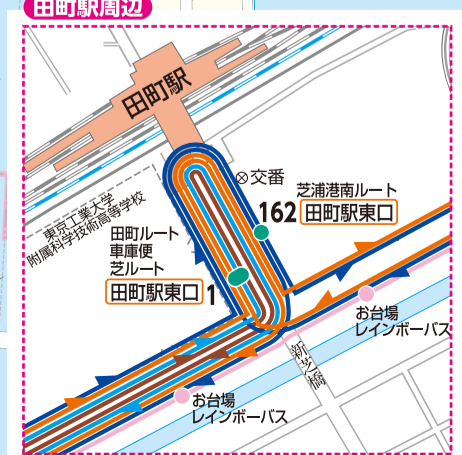 田町駅周辺
田町駅
交番
東京工業大学
附属科学技術高等学校
芝浦港南ルート
162 田町駅東口
田町ルート
車庫便
芝ルート
田町駅東口 1
お台場
レインボーバス
新芝橋
お台場
レインボーバス